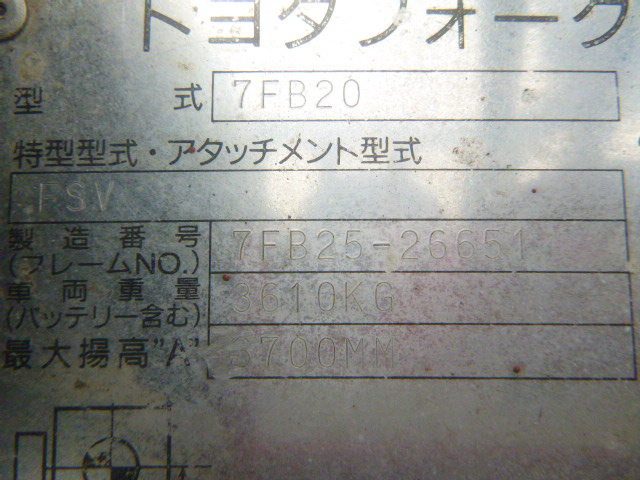 トヨタフォーク
型式 7FB20
特型型式・アタッチメント型式
FSV
製造番号 7FB25-26651
(フレームNO.)
車両重量 3610KG
(バッテリー含む)
最大揚高"A" 3700MM